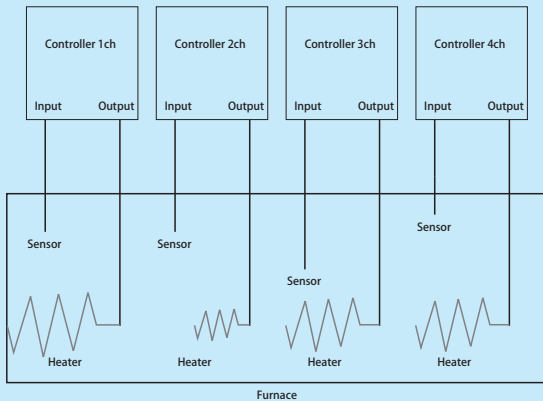 Controller 1ch Controller 2ch Controller 3ch Controller 4ch
Input Output Input Output Input Output Input Output
Sensor Sensor Sensor Sensor
Heater Heater Heater Heater
Furnace